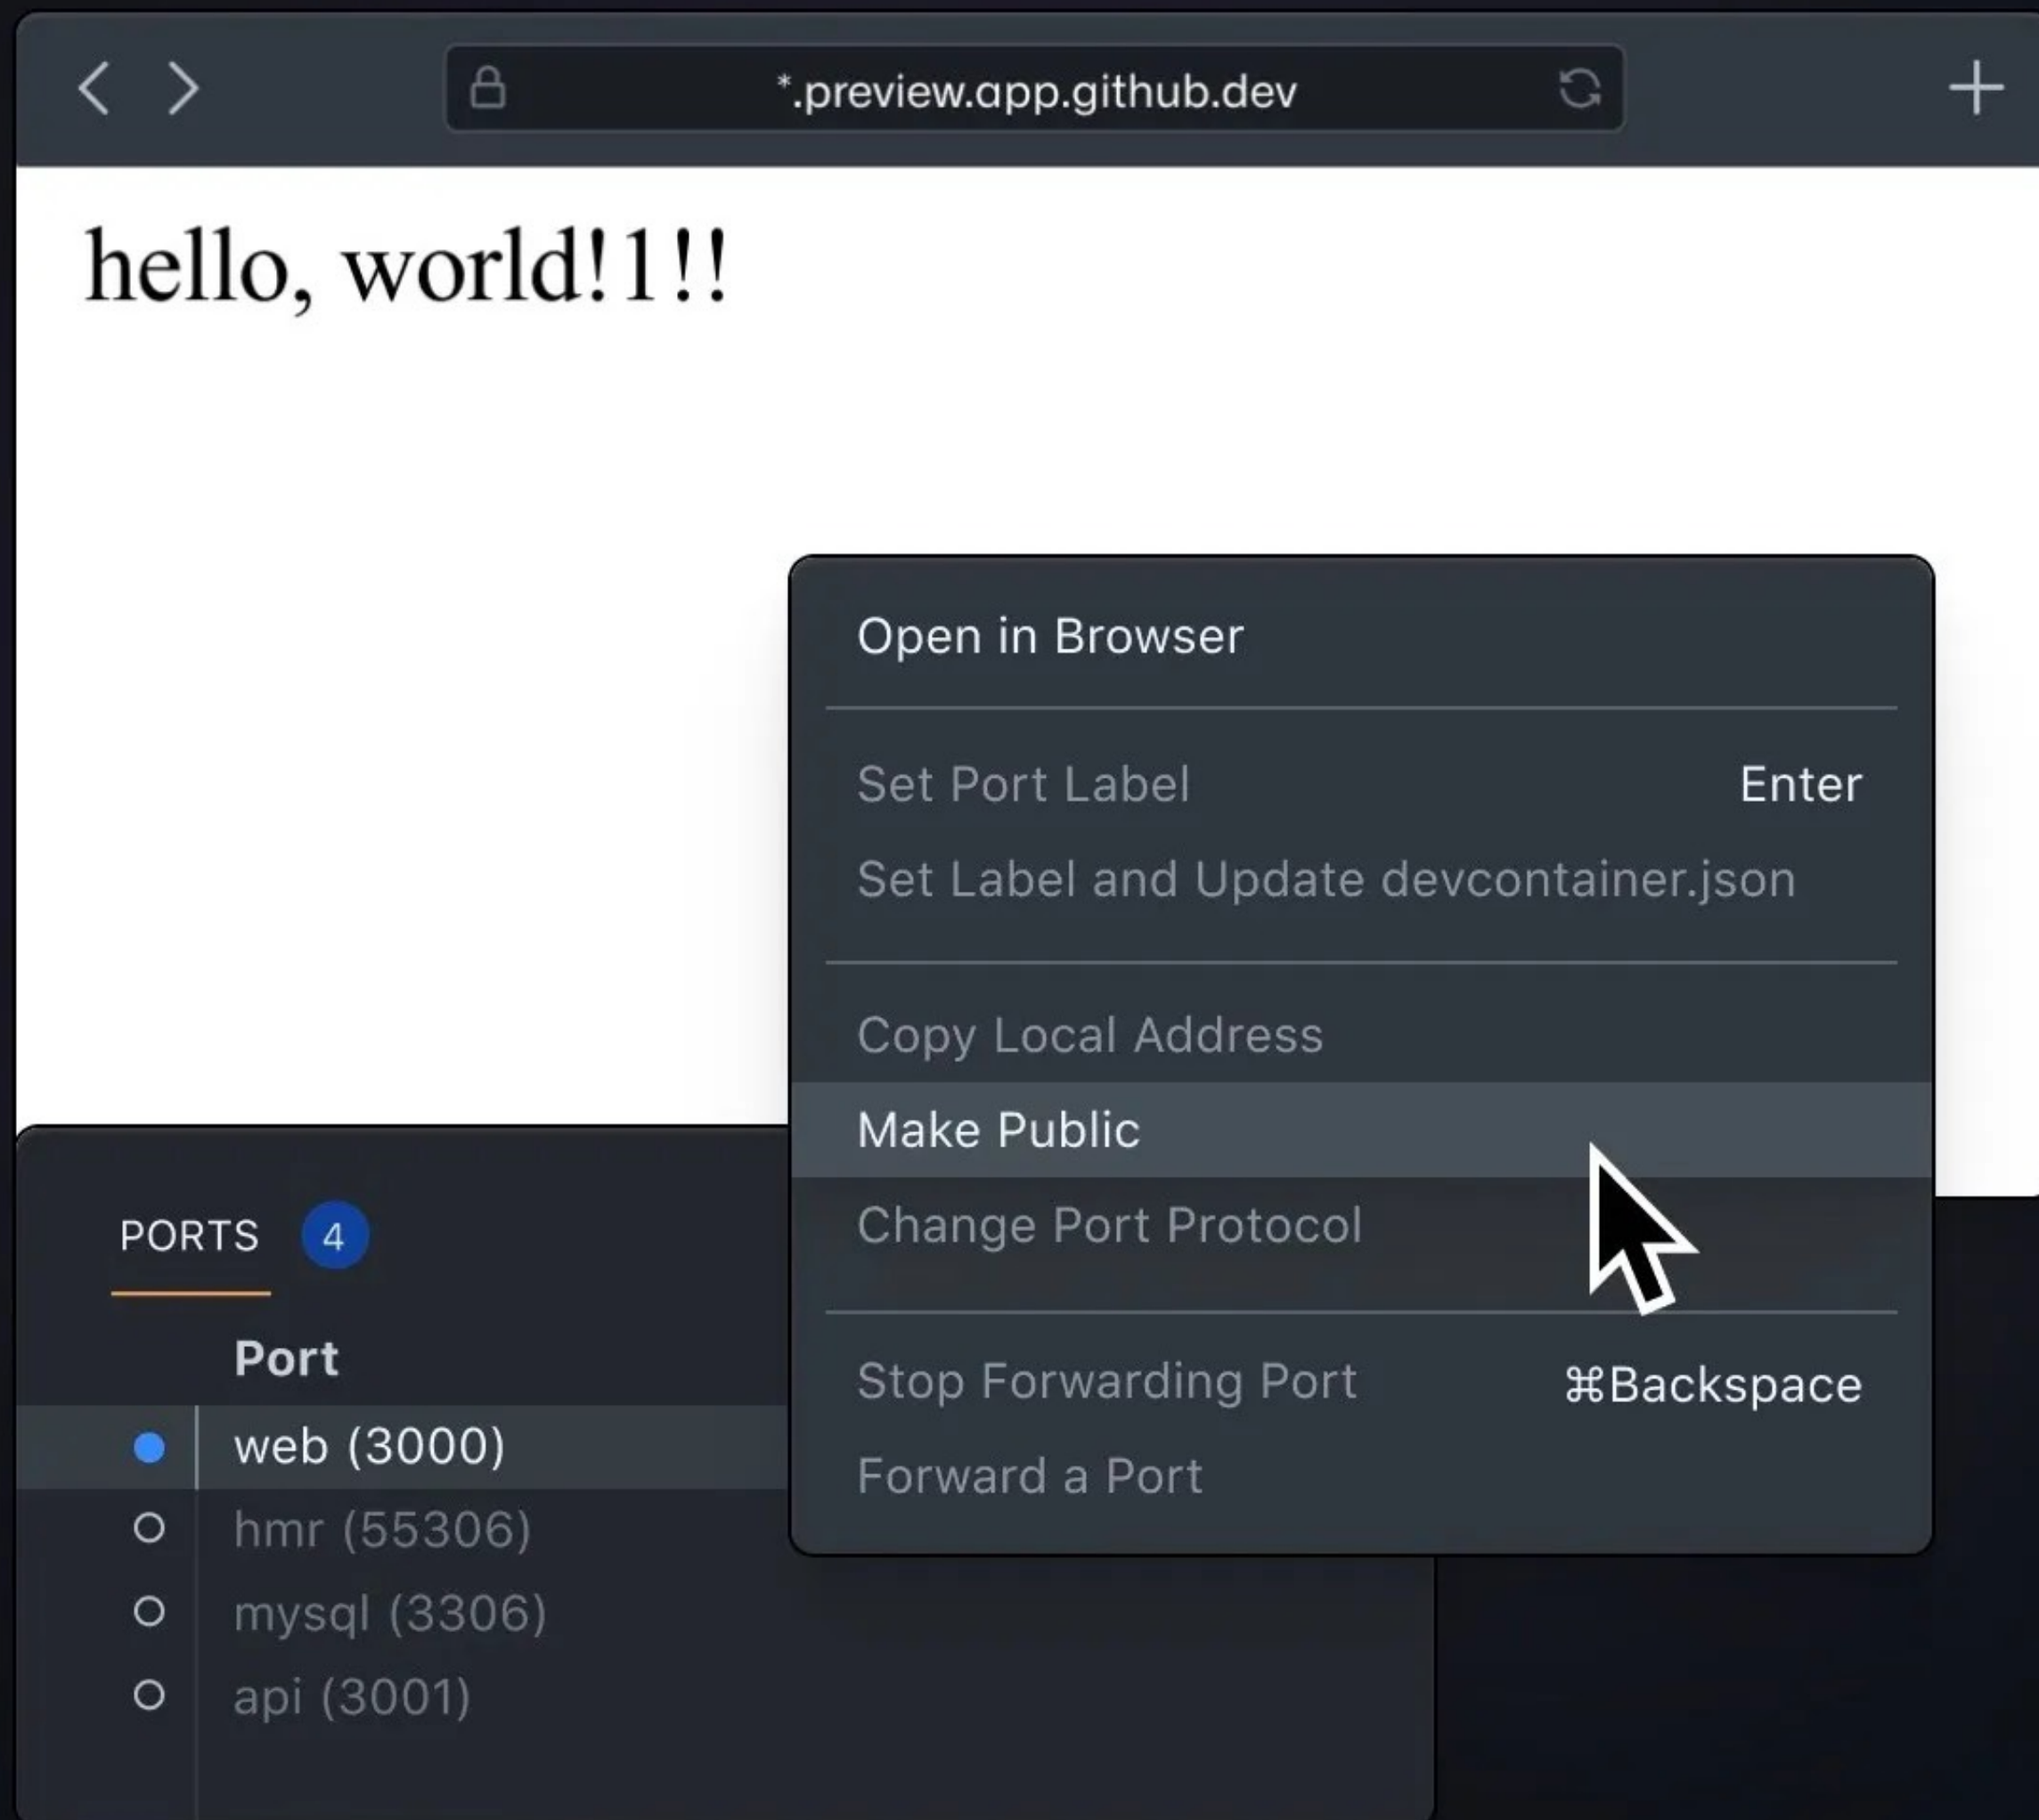 *.preview.app.github.dev
hello, world!1!!
Open in Browser
Set Port Label Enter
Set Label and Update devcontainer.json
Copy Local Address
Make Public
Change Port Protocol
Stop Forwarding Port ⌘Backspace
Forward a Port
PORTS 4
Port
web (3000)
hmr (55306)
mysql (3306)
api (3001)